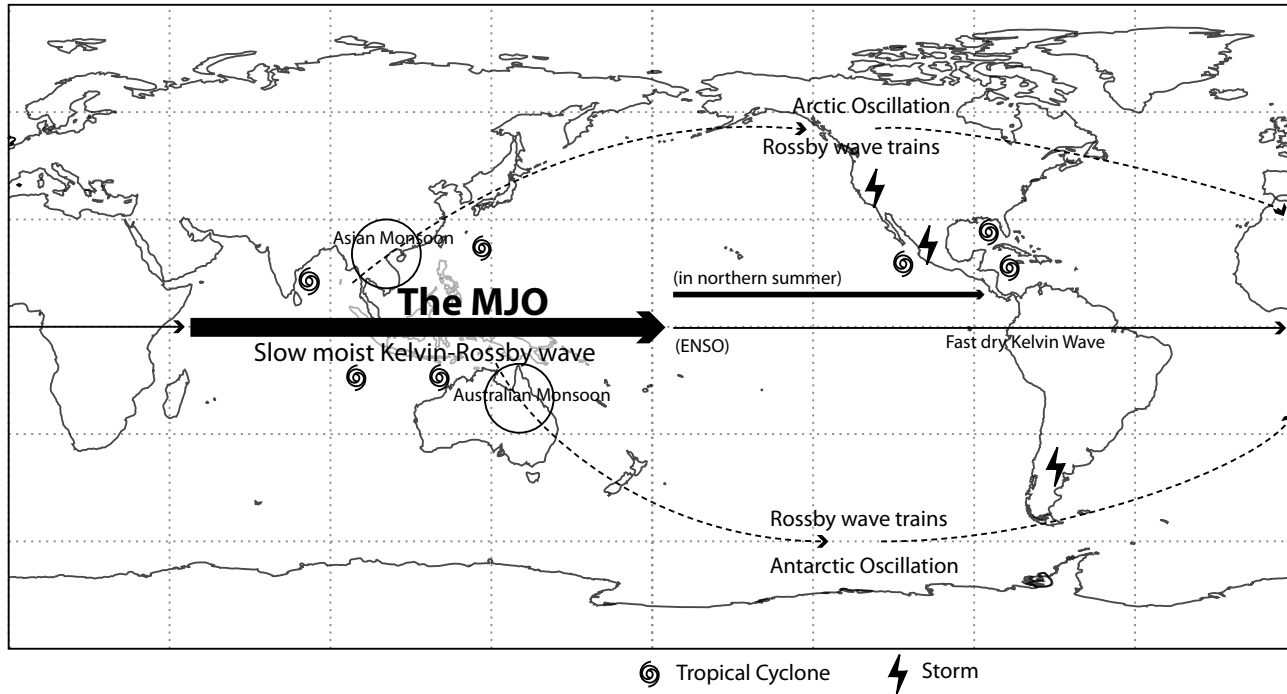 Arctic Oscillation
Rossby wave trains
Asian Monsoon
(in northern summer)
The MJO
(ENSO)
Fast dry Kelvin Wave
Slow moist Kelvin-Rossby wave
Australian Monsoon
Rossby wave trains
Antarctic Oscillation
Tropical Cyclone
Storm